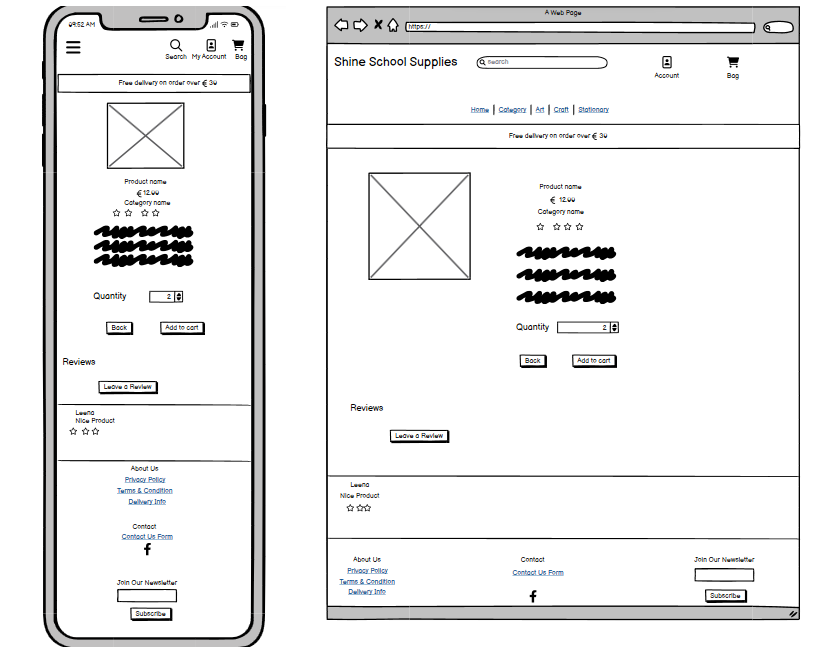 09:52 AM
Search My Account Bag
Free delivery on order over € 30
Product name
€ 12.99
Category name
Quantity 2
Back Add to cart
Reviews
Leave a Review
Leena
Nice Product
About Us
Privacy Policy
Terms & Condition
Delivery Info
Contact
Contact Us Form
Join Our Newsletter
Subscribe
A Web Page
https://
Shine School Supplies
search
Account Bag
Home | Category | Art | Craft | Stationary
Free delivery on order over € 30
Product name
€ 12.99
Category name
Quantity 2
Back Add to cart
Reviews
Leave a Review
Leena
Nice Product
About Us Contact Join Our Newsletter
Privacy Policy Contact Us Form
Terms & Condition
Delivery Info Subscribe